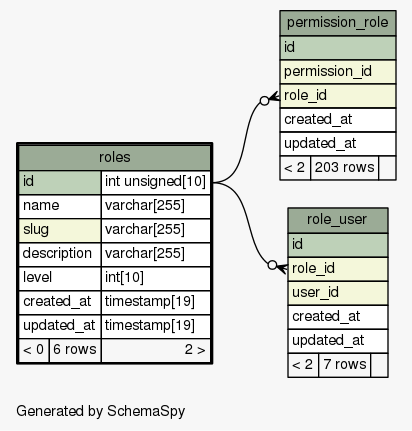 permission_role
id
permission_id
role_id
created_at
updated_at
< 2 203 rows
roles
id int unsigned[10]
name varchar[255]
slug varchar[255]
description varchar[255]
level int[10]
created_at timestamp[19]
updated_at timestamp[19]
< 0 6 rows 2 >
role_user
id
role_id
user_id
created_at
updated_at
< 2 7 rows
Generated by SchemaSpy